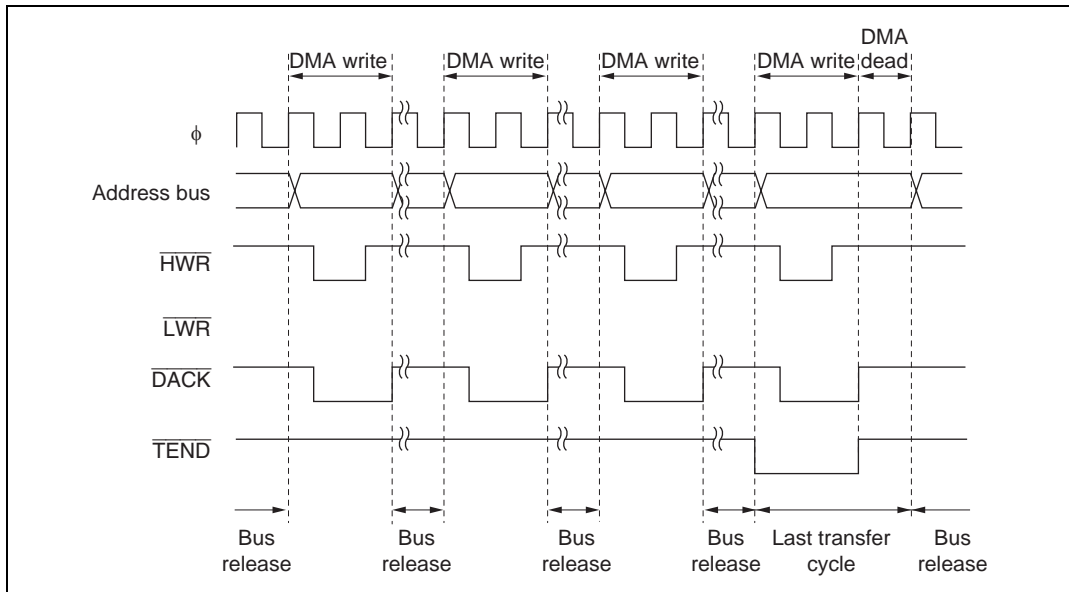 DMA
DMA write DMA write DMA write DMA write dead
ϕ
Address bus
HWR
LWR
DACK
TEND
Bus Bus Bus Bus Last transfer Bus
release release release release cycle release